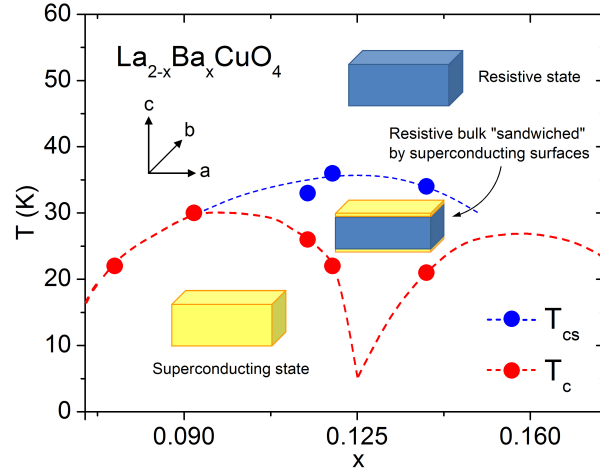 60
50
40
30
20
10
0
T (K)
La2-xBaxCuO4
c
b
a
Resistive state
Resistive bulk "sandwiched"
by superconducting surfaces
Superconducting state
Tcs
Tc
0.090
0.125
0.160
x